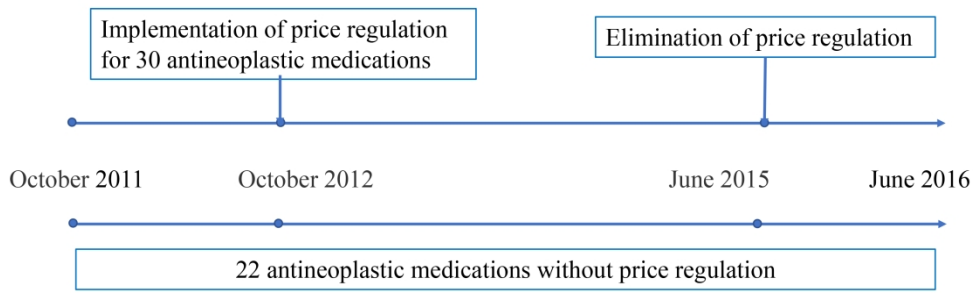 Implementation of price regulation
for 30 antineoplastic medications
Elimination of price regulation
October 2011
October 2012
June 2015
June 2016
22 antineoplastic medications without price regulation